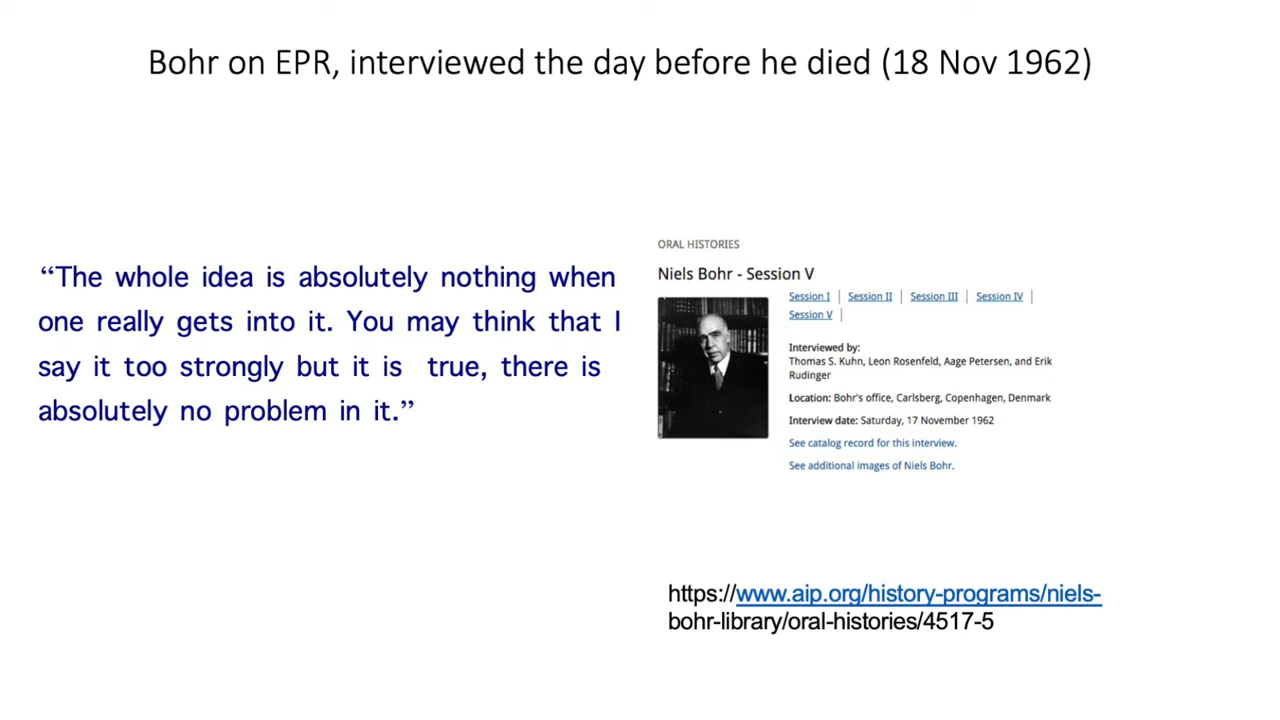 Bohr on EPR, interviewed the day before he died (18 Nov 1962)
“The whole idea is absolutely nothing when
one really gets into it. You may think that I
say it too strongly but it is true, there is
absolutely no problem in it.”
ORAL HISTORIES
Niels Bohr - Session V
Session I | Session II | Session III | Session IV |
Session V |
Interviewed by:
Thomas S. Kuhn, Leon Rosenfeld, Aage Petersen, and Erik
Rudinger
Location: Bohr's office, Carlsberg, Copenhagen, Denmark
Interview date: Saturday, 17 November 1962
See catalog record for this interview.
See additional images of Niels Bohr.
https://www.aip.org/history-programs/niels-
bohr-library/oral-histories/4517-5